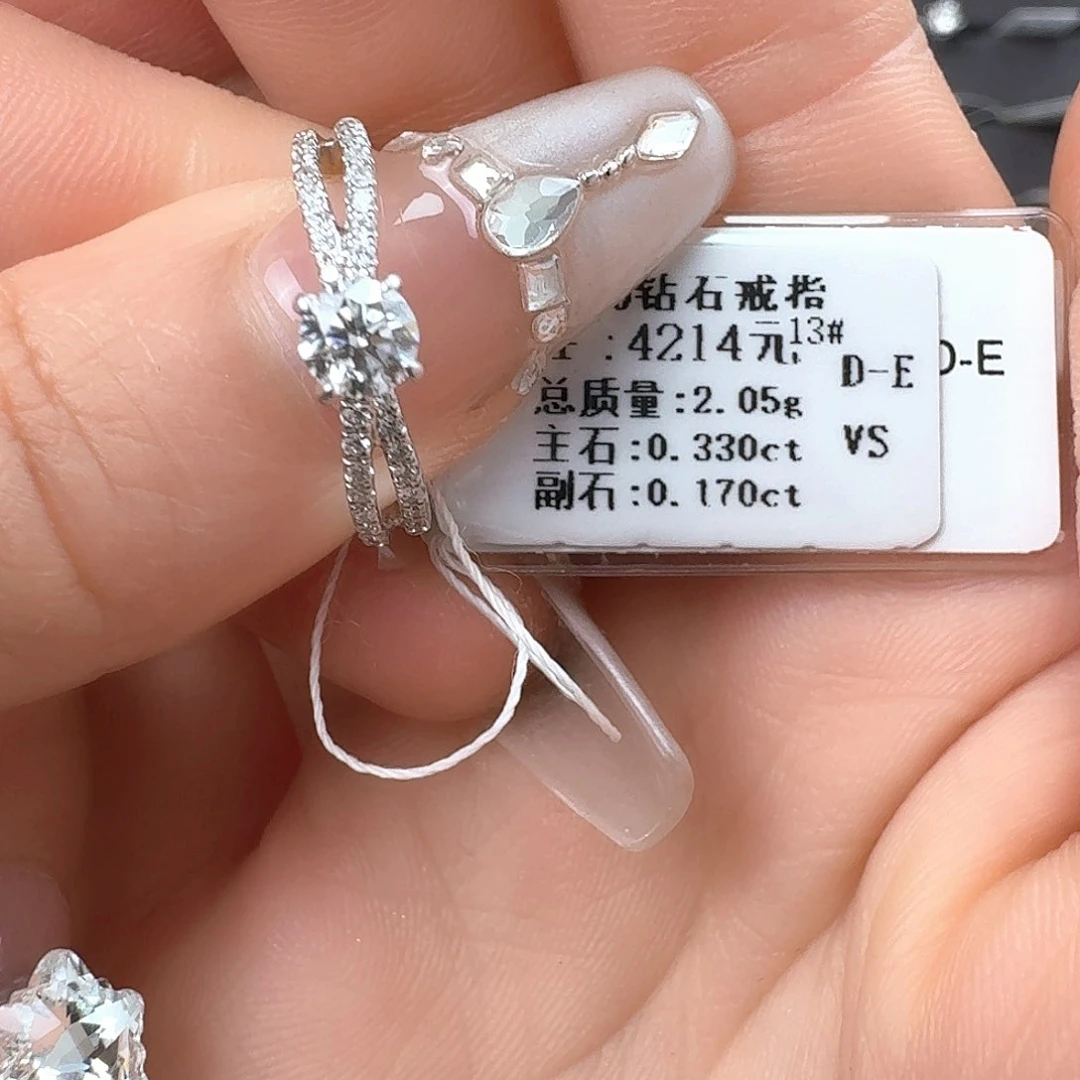 钻石戒指
:4214元 13#
D-E D-E
总质量:2.05g
主石:0.330ct VS
副石:0.170ct